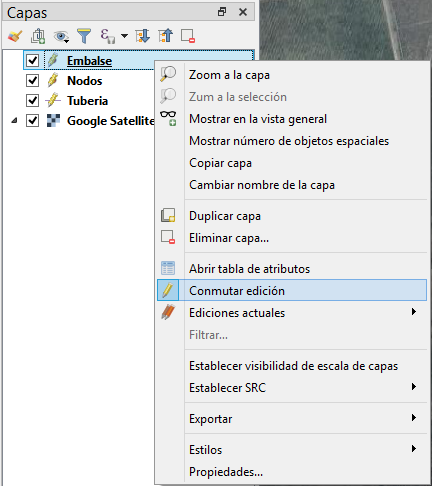 Capas
Embalse
Nodos
Tuberia
Google Satellite
Zoom a la capa
Zum a la selección
Mostrar en la vista general
Mostrar número de objetos espaciales
Copiar capa
Cambiar nombre de la capa
Duplicar capa
Eliminar capa...
Abrir tabla de atributos
Conmutar edición
Ediciones actuales
Filtrar...
Establecer visibilidad de escala de capas
Establecer SRC
Exportar
Estilos
Propiedades...